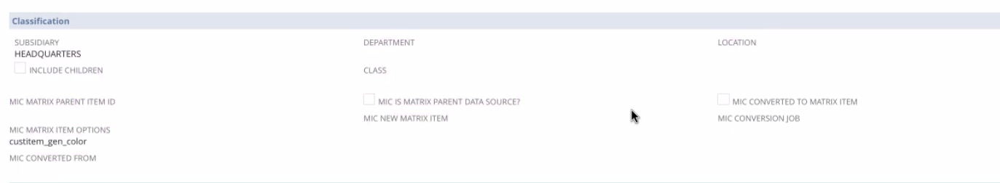 Classification
SUBSIDIARY
HEADQUARTERS
INCLUDE CHILDREN
DEPARTMENT
CLASS
LOCATION
MIC MATRIX PARENT ITEM ID
MIC MATRIX ITEM OPTIONS
custitem_gen_color
MIC CONVERTED FROM
MIC IS MATRIX PARENT DATA SOURCE?
MIC NEW MATRIX ITEM
MIC CONVERTED TO MATRIX ITEM
MIC CONVERSION JOB